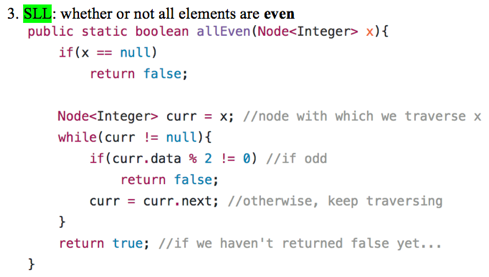 3. SLL: whether or not all elements are even
public static boolean allEven(Node<Integer> x){
if(x == null)
return false;
Node<Integer> curr = x; //node with which we traverse x
while(curr != null){
if(curr.data % 2 != 0) //if odd
return false;
curr = curr.next; //otherwise, keep traversing
}
return true; //if we haven't returned false yet...
}